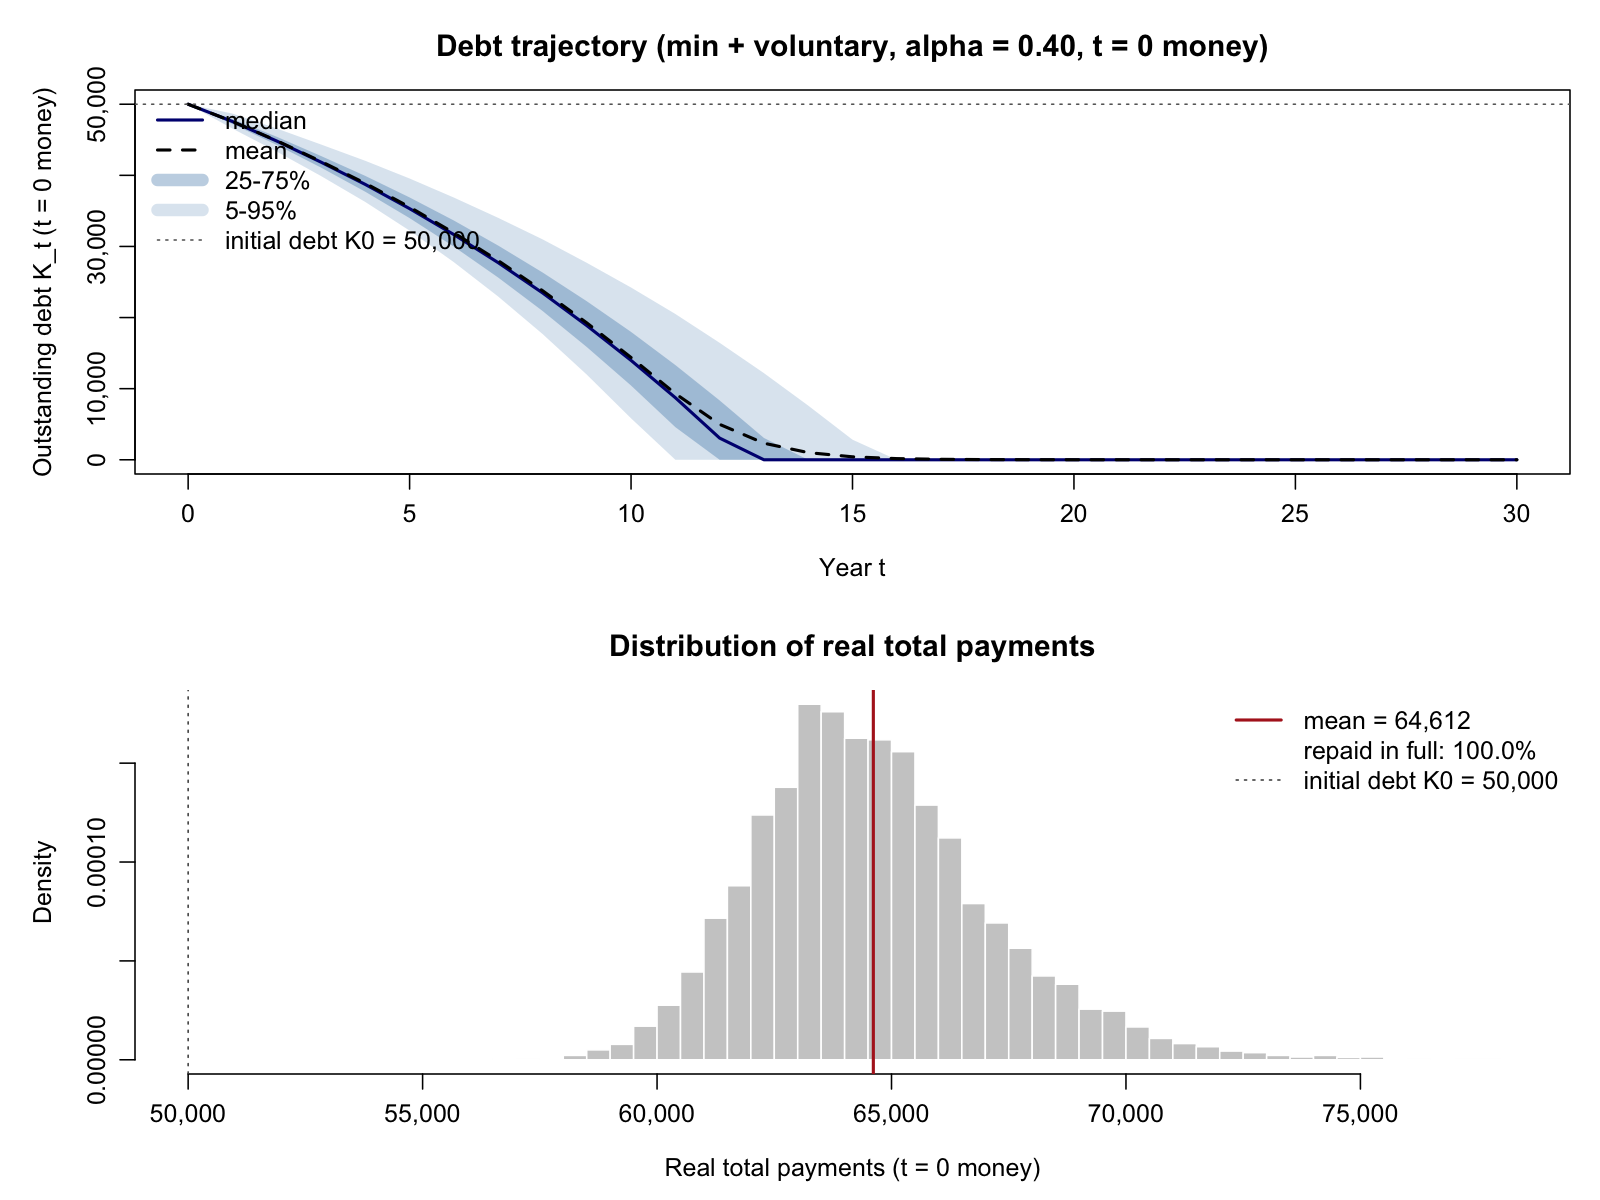 Debt trajectory (min + voluntary, alpha = 0.40, t = 0 money)
Outstanding debt K_t (t = 0 money)
50,000
30,000
10,000
0
median
mean
25-75%
5-95%
initial debt K0 = 50,000
0 5 10 15 20 25 30
Year t
Distribution of real total payments
Density
0.00010
0.00000
mean = 64,612
repaid in full: 100.0%
initial debt K0 = 50,000
50,000 55,000 60,000 65,000 70,000 75,000
Real total payments (t = 0 money)